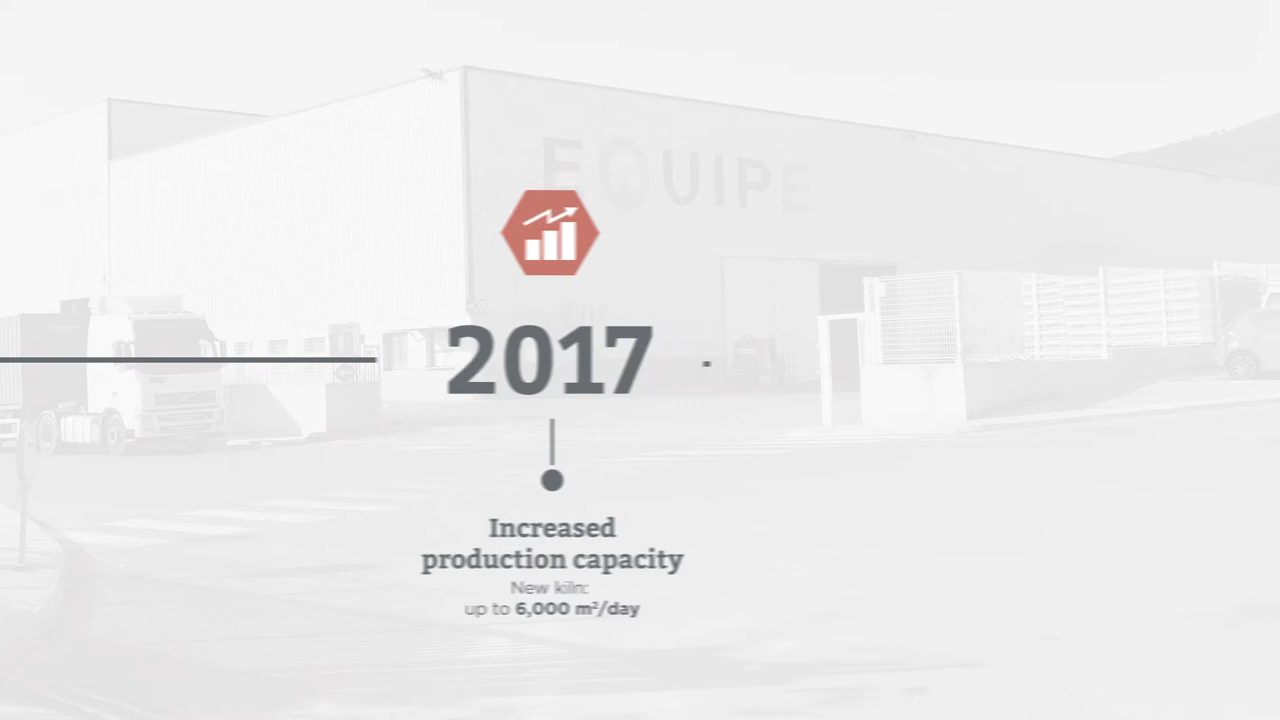 EQUIPE
2017
Increased
production capacity
New kiln:
up to 6,000 m²/day